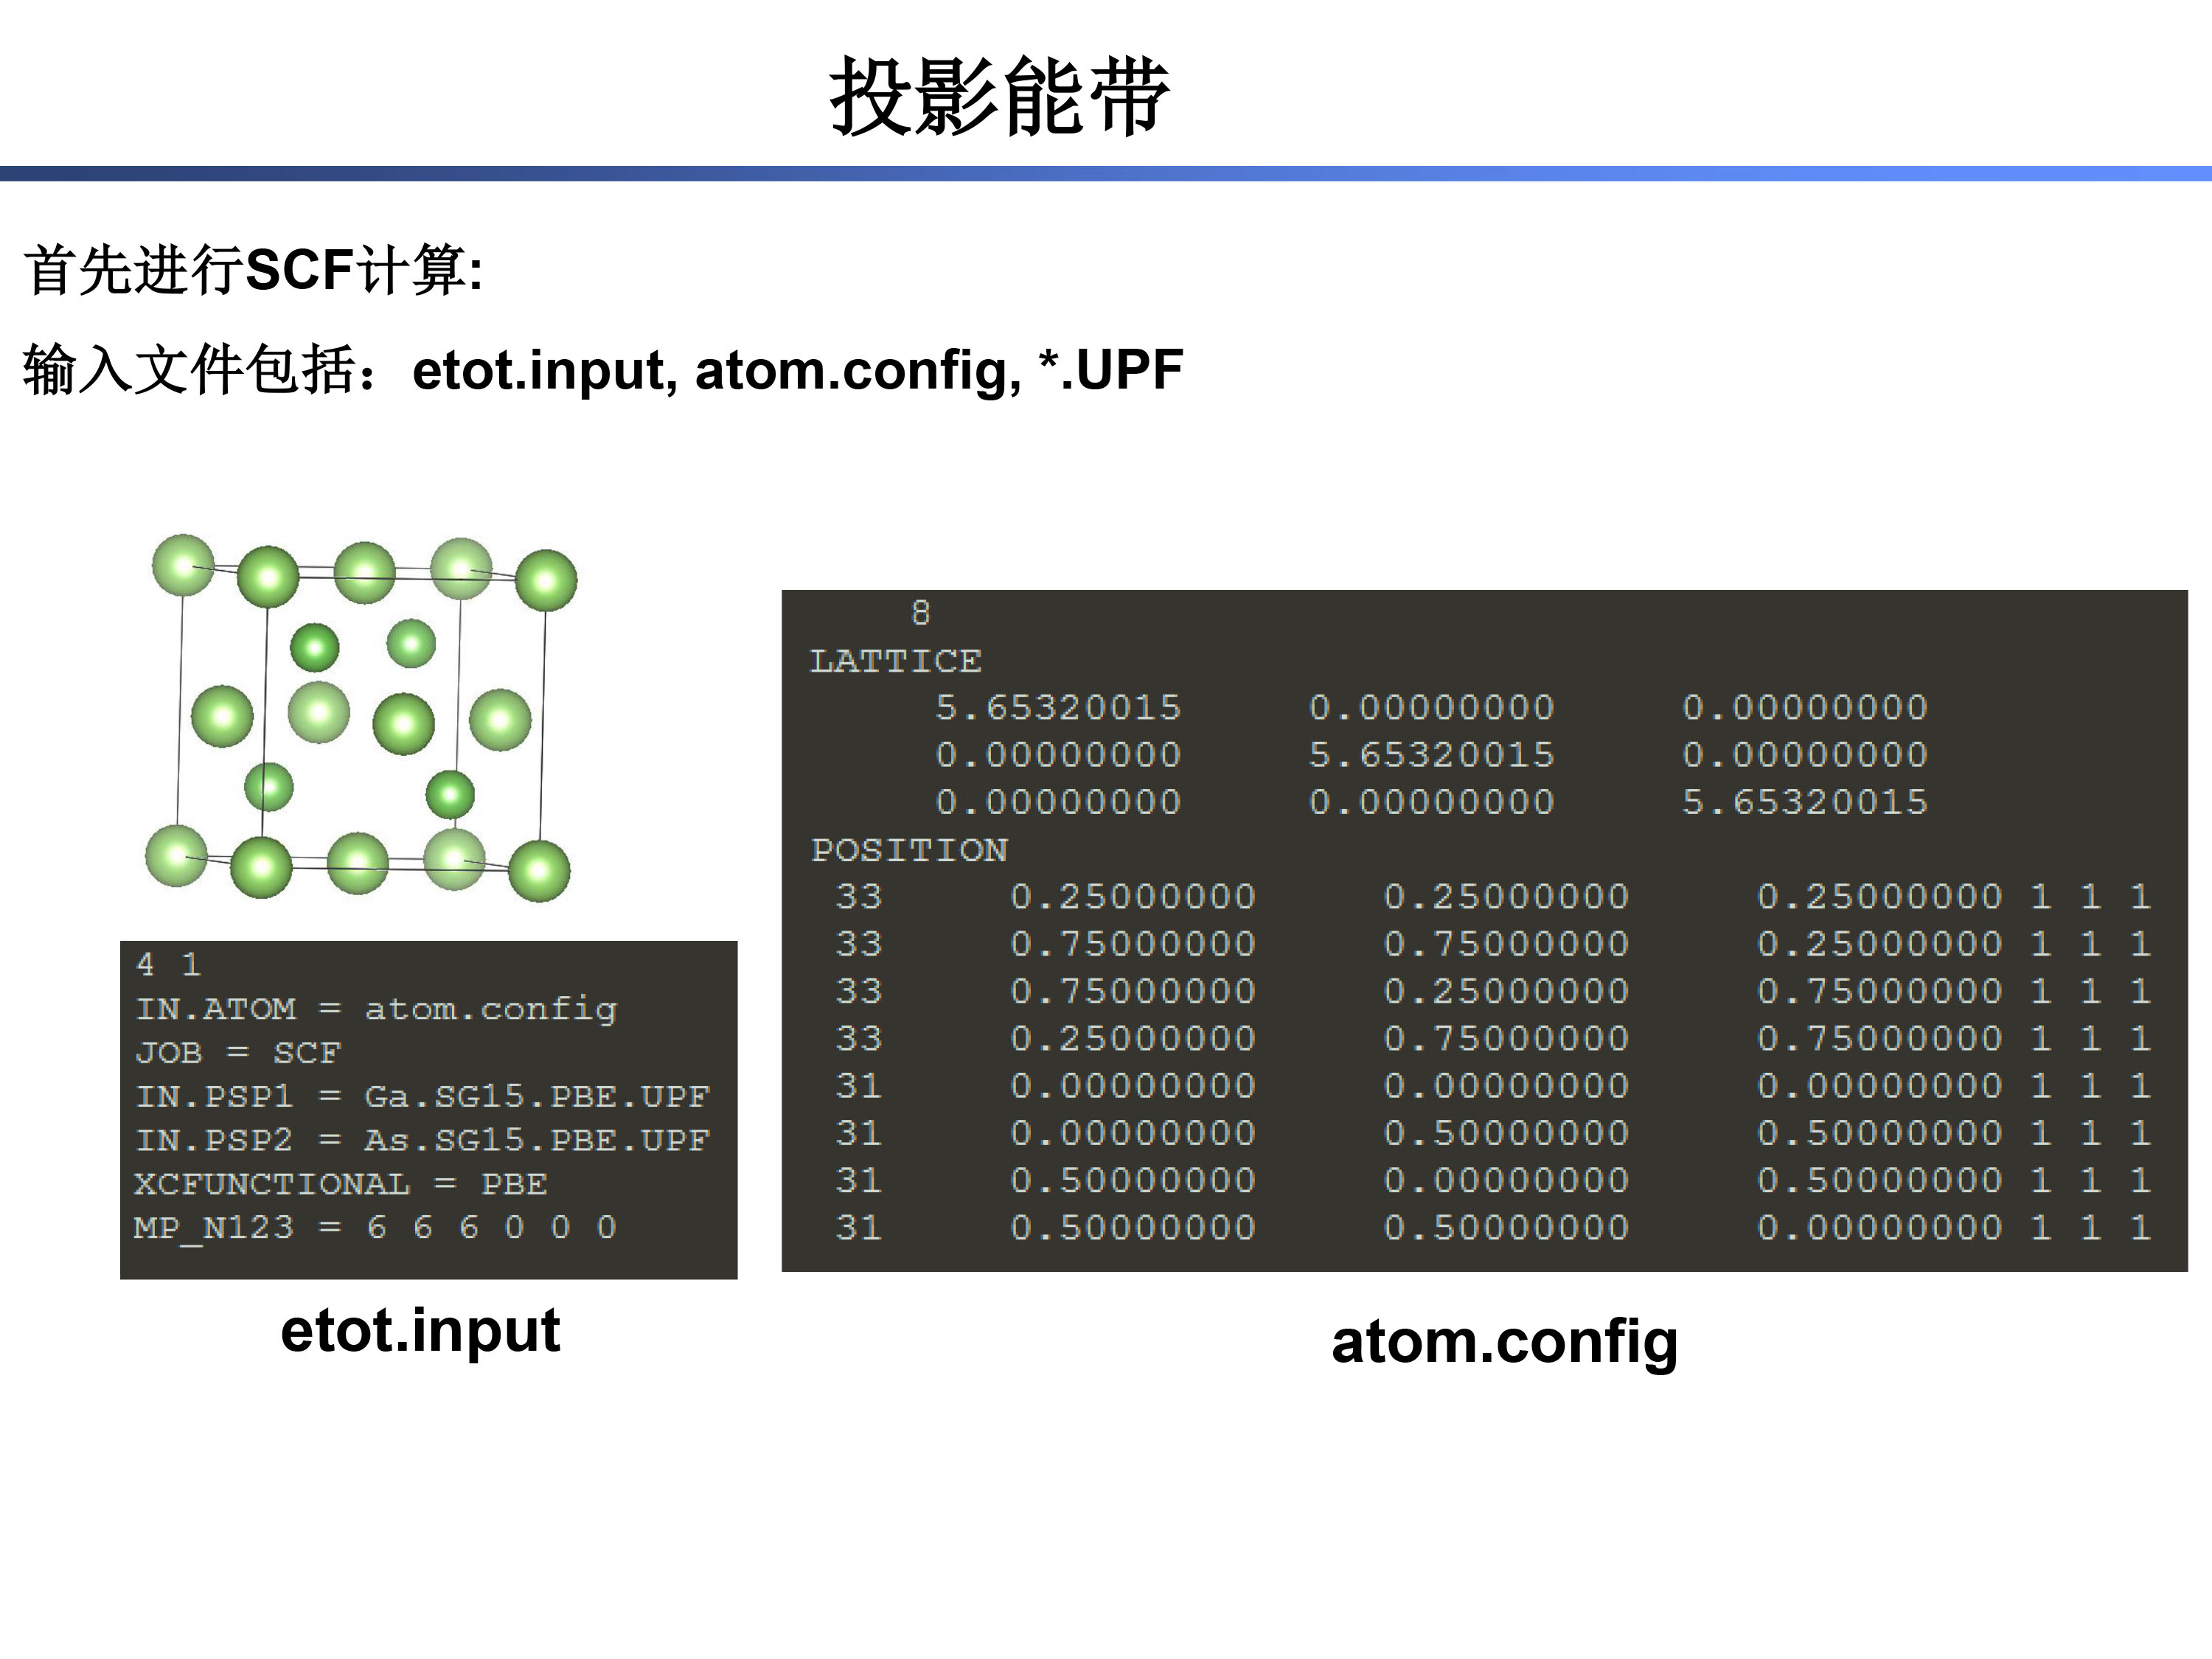 投影能带
首先进行SCF计算:
输入文件包括：etot.input, atom.config, *.UPF
4 1
IN.ATOM = atom.config
JOB = SCF
IN.PSP1 = Ga.SG15.PBE.UPF
IN.PSP2 = As.SG15.PBE.UPF
XCFUNCTIONAL = PBE
MP_N123 = 6 6 6 0 0 0
etot.input
8
LATTICE
5.65320015 0.00000000 0.00000000
0.00000000 5.65320015 0.00000000
0.00000000 0.00000000 5.65320015
POSITION
33 0.25000000 0.25000000 0.25000000 1 1 1
33 0.75000000 0.75000000 0.25000000 1 1 1
33 0.75000000 0.25000000 0.75000000 1 1 1
33 0.25000000 0.75000000 0.75000000 1 1 1
31 0.00000000 0.00000000 0.00000000 1 1 1
31 0.00000000 0.50000000 0.50000000 1 1 1
31 0.50000000 0.00000000 0.50000000 1 1 1
31 0.50000000 0.50000000 0.00000000 1 1 1
atom.config